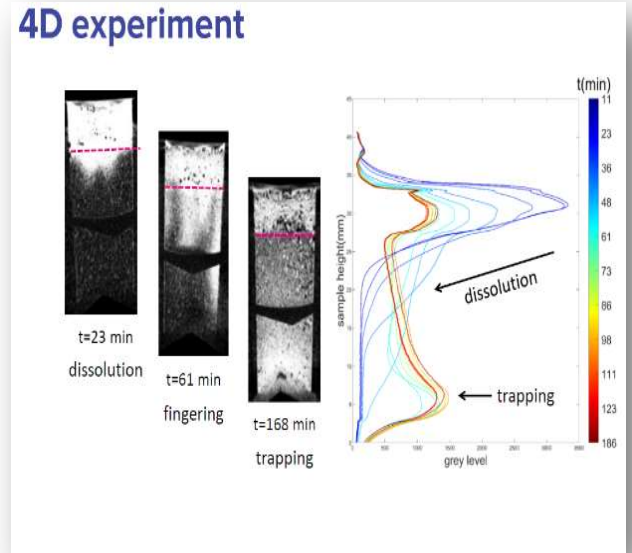 4D experiment
t=23 min
dissolution
t=61 min
fingering
t=168 min
trapping
t(min)
11
23
36
48
61
73
86
98
111
123
186
sample height(mm)
dissolution
trapping
grey level